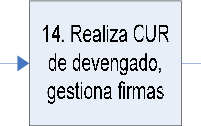 14. Realiza CUR
de devengado,
gestiona firmas